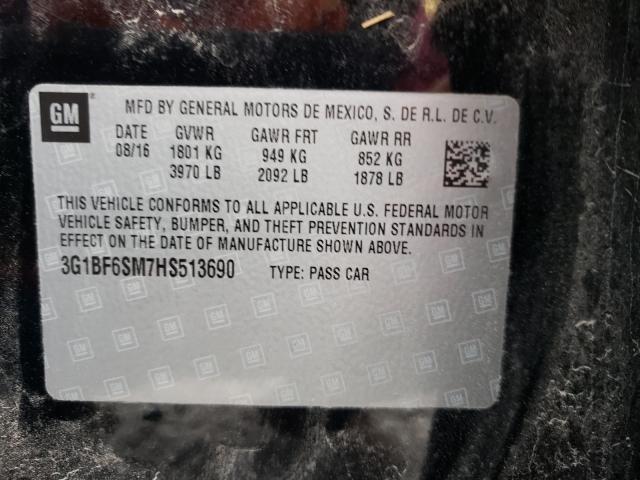 GM
MFD BY GENERAL MOTORS DE MEXICO, S. DE R.L. DE C.V.
DATE GVWR GAWR FRT GAWR RR
08/16 1801 KG 949 KG 852 KG
3970 LB 2092 LB 1878 LB
THIS VEHICLE CONFORMS TO ALL APPLICABLE U.S. FEDERAL MOTOR
VEHICLE SAFETY, BUMPER, AND THEFT PREVENTION STANDARDS IN
EFFECT ON THE DATE OF MANUFACTURE SHOWN ABOVE.
3G1BF6SM7HS513690 TYPE: PASS CAR